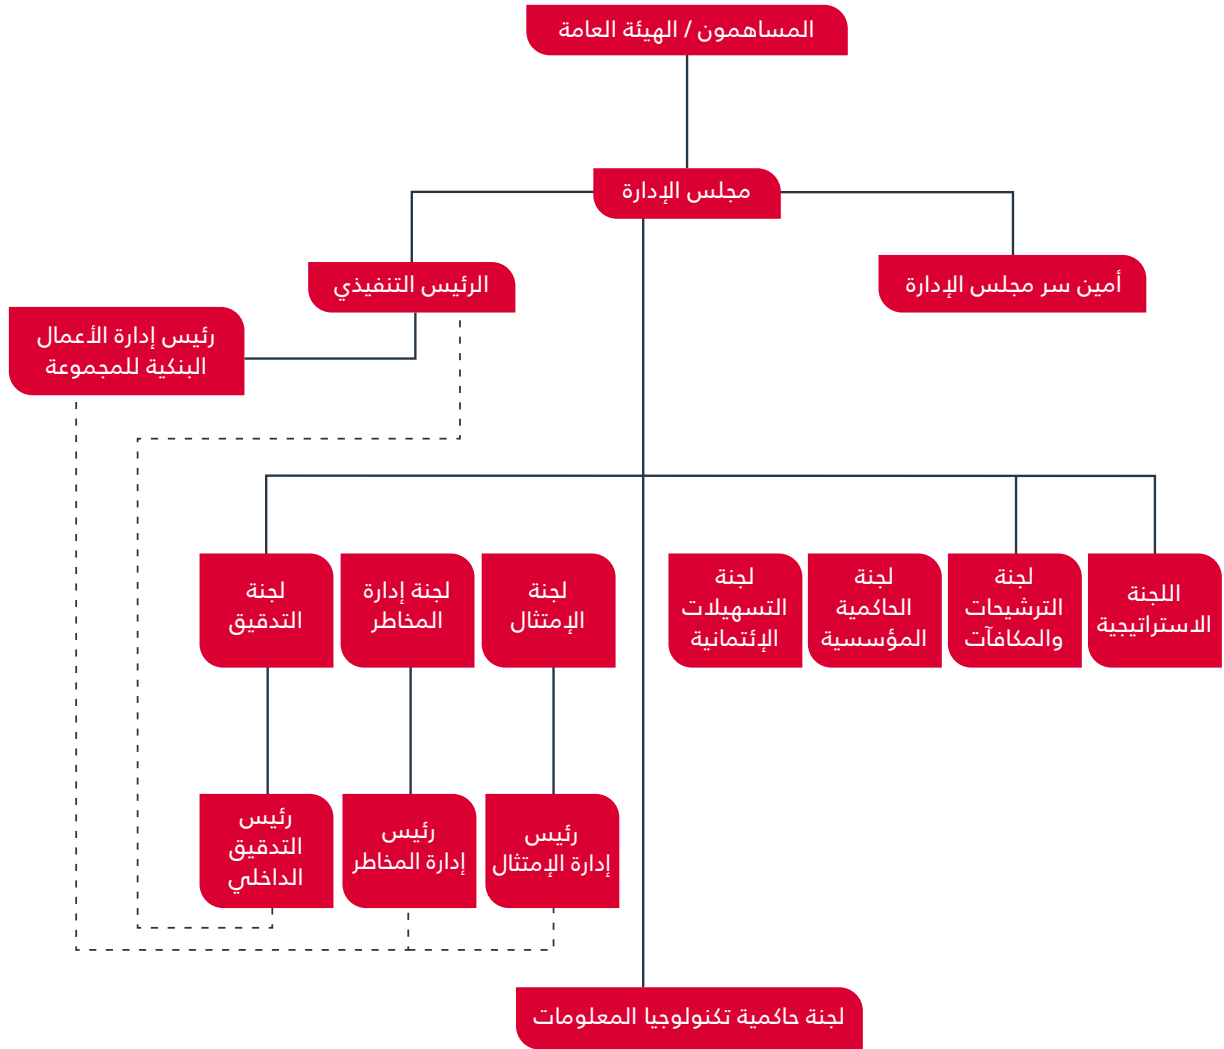 المساهمون / الهيئة العامة
مجلس الإدارة
أمين سر مجلس الإدارة
الرئيس التنفيذي
رئيس إدارة الأعمال
البنكية للمجموعة
اللجنة
الاستراتيجية
لجنة
الترشيحات
والمكافآت
لجنة
الحاكمية
المؤسسية
لجنة
التسهيلات
الإئتمانية
لجنة
الإمتثال
لجنة إدارة
المخاطر
لجنة
التدقيق
رئيس
إدارة الإمتثال
رئيس
إدارة المخاطر
رئيس
التدقيق
الداخلي
لجنة حاكمية تكنولوجيا المعلومات